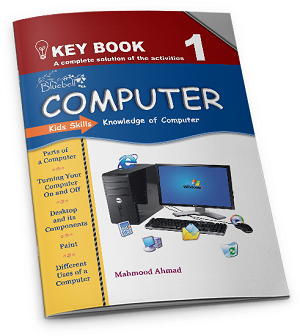 KEY BOOK 1
A complete solution of the activities
Bluebell
COMPUTER
Kids Skills
Knowledge of Computer
Parts of
a Computer
Turning Your
Computer
On and Off
Desktop
and its
Components
Paint
Different
Uses of a
Computer
Windows
Mahmood Ahmad